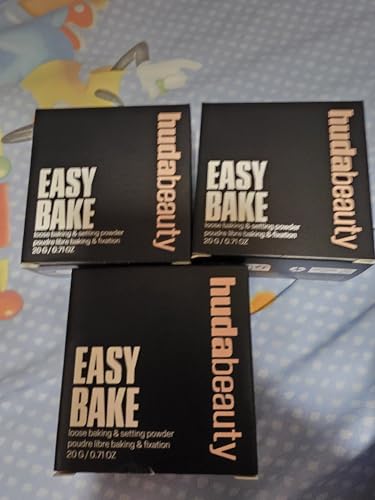 EASY
BAKE
loose baking & setting powder
poudre libre baking & fixation
20 G / 0.71 OZ
hudabeauty
EASY
BAKE
loose baking & setting powder
poudre libre baking & fixation
20 G / 0.71 OZ
hudabeauty
EASY
BAKE
loose baking & setting powder
poudre libre baking & fixation
20 G / 0.71 OZ
hudabeauty